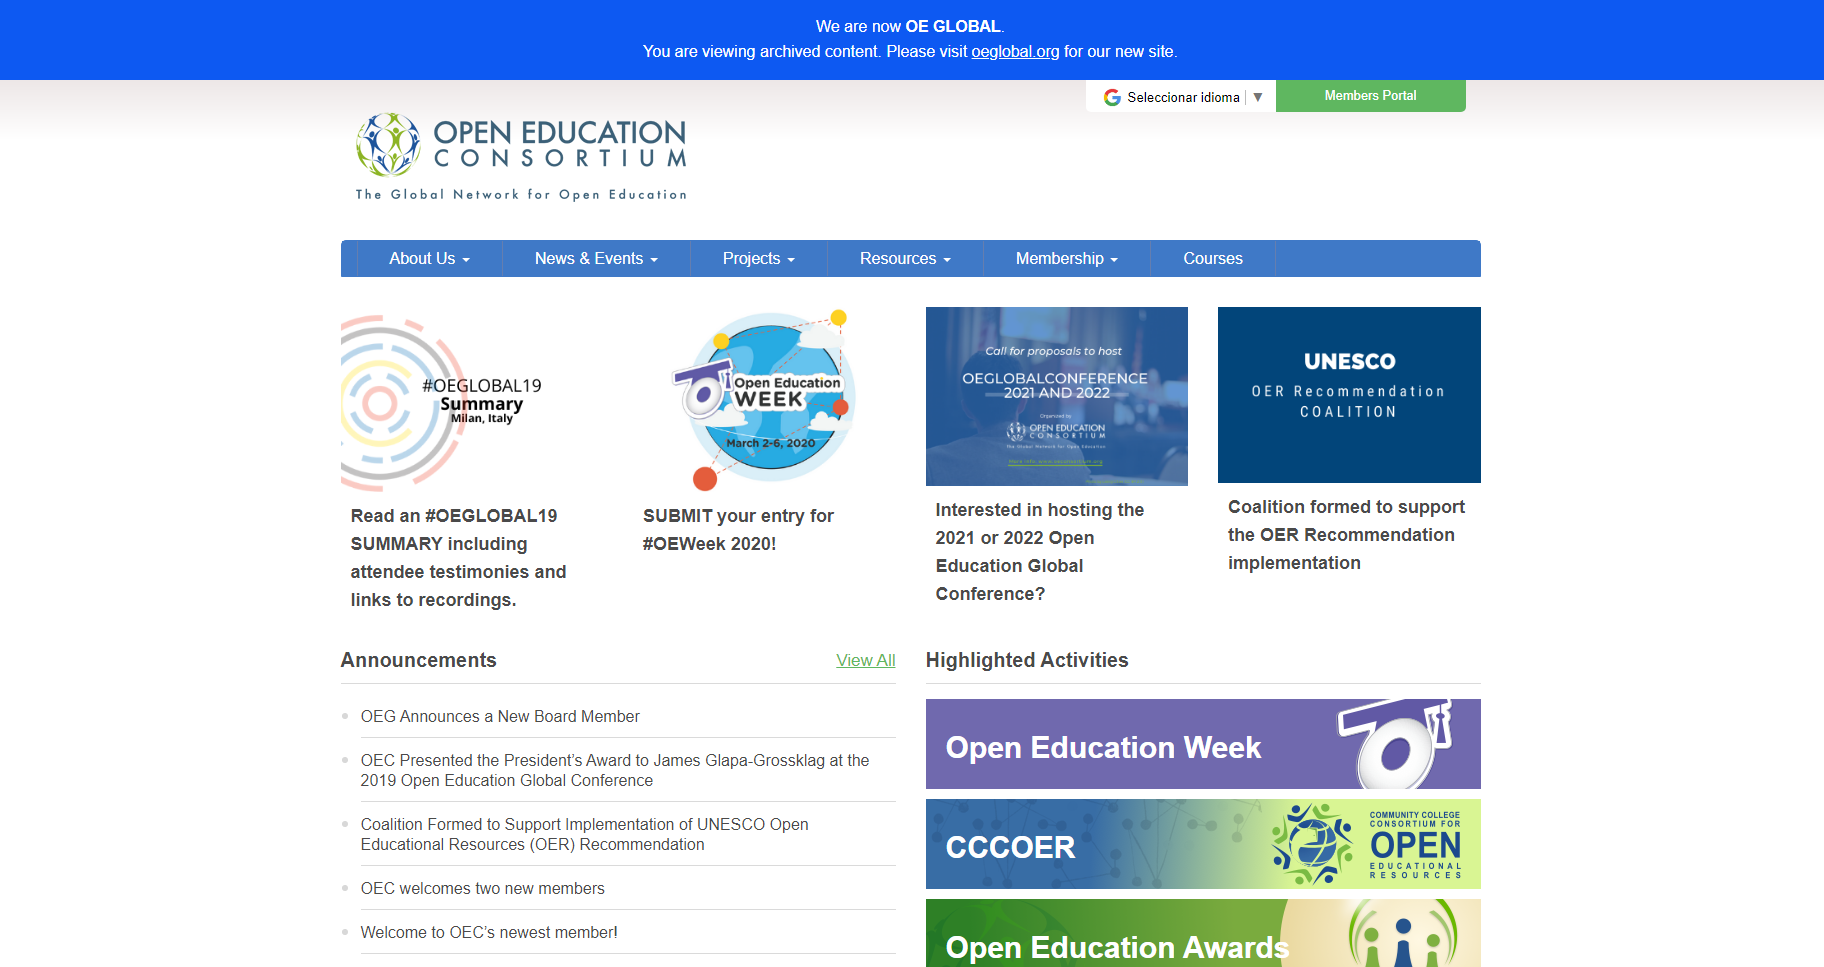 We are now OE GLOBAL.
You are viewing archived content. Please visit oeglobal.org for our new site.
Seleccionar idioma ▼
Members Portal
OPEN EDUCATION
CONSORTIUM
The Global Network for Open Education
About Us
News & Events
Projects
Resources
Membership
Courses
#OEGLOBAL19
Summary
Milan, Italy
Read an #OEGLOBAL19
SUMMARY including
attendee testimonies and
links to recordings.
Open Education
WEEK
March 2-6, 2020
SUBMIT your entry for
#OEWeek 2020!
Call for proposals to host
OEGLOBALCONFERENCE
2021 AND 2022
Organized by
OPEN EDUCATION
CONSORTIUM
The Global Network for Open Education
Interested in hosting the
2021 or 2022 Open
Education Global
Conference?
UNESCO
OER Recommendation
COALITION
Coalition formed to support
the OER Recommendation
implementation
Announcements
View All
OEG Announces a New Board Member
OEC Presented the President’s Award to James Glapa-Grossklag at the
2019 Open Education Global Conference
Coalition Formed to Support Implementation of UNESCO Open
Educational Resources (OER) Recommendation
OEC welcomes two new members
Welcome to OEC’s newest member!
Highlighted Activities
Open Education Week
CCCOER
COMMUNITY COLLEGE
CONSORTIUM FOR
OPEN
EDUCATIONAL
RESOURCES
Open Education Awards